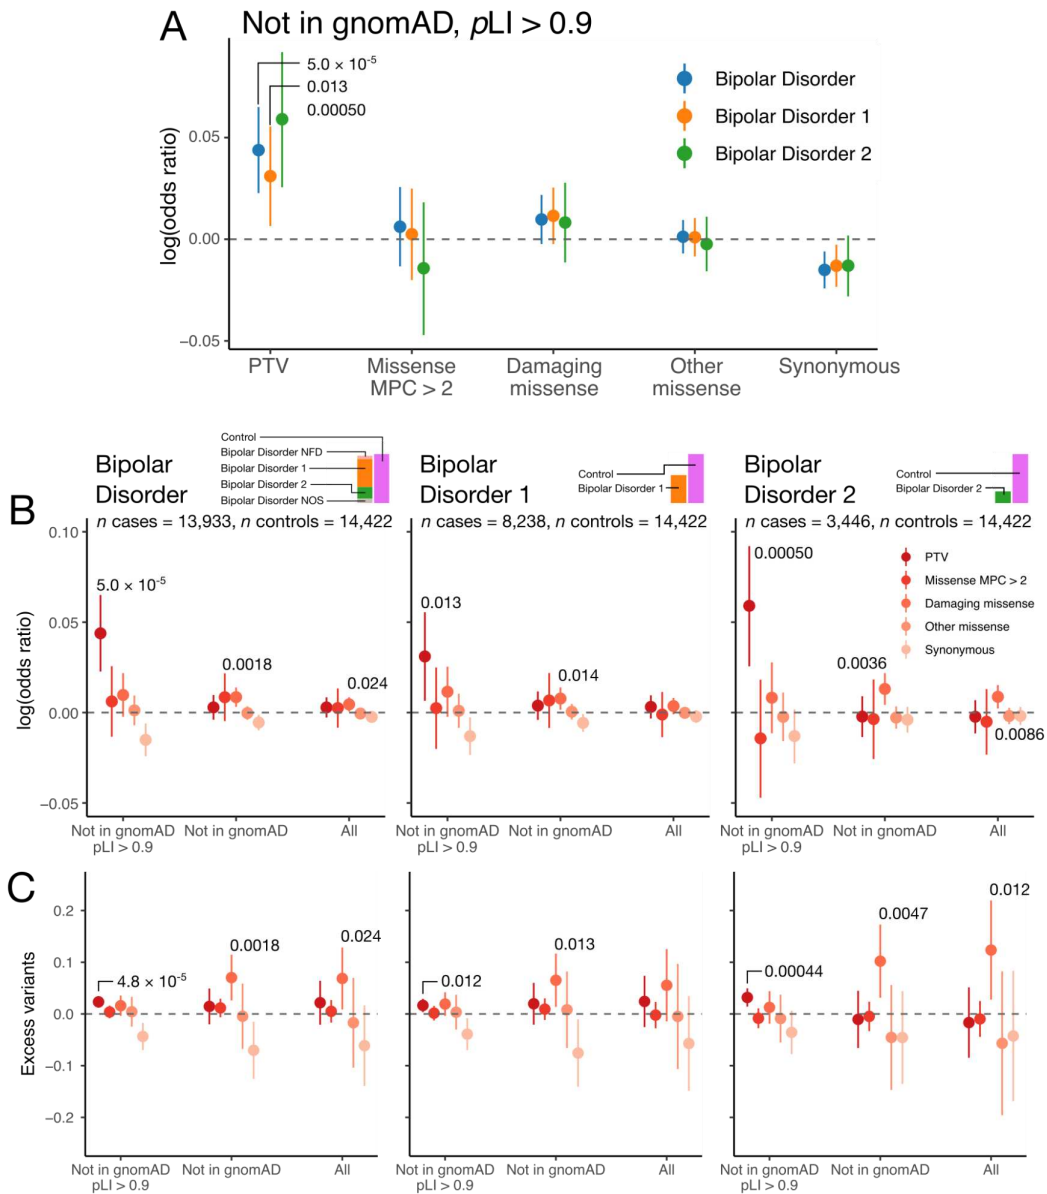 A
Not in gnomAD, pLI > 0.9
5.0 × 10⁻⁵
0.013
0.00050
Bipolar Disorder
Bipolar Disorder 1
Bipolar Disorder 2
log(odds ratio)
0.05
0.00
−0.05
PTV
Missense
MPC > 2
Damaging
missense
Other
missense
Synonymous
B
Bipolar
Disorder
Control
Bipolar Disorder NFD
Bipolar Disorder 1
Bipolar Disorder 2
Bipolar Disorder NOS
n cases = 13,933, n controls = 14,422
Bipolar
Disorder 1
Control
Bipolar Disorder 1
n cases = 8,238, n controls = 14,422
Bipolar
Disorder 2
Control
Bipolar Disorder 2
n cases = 3,446, n controls = 14,422
log(odds ratio)
0.10
0.05
0.00
−0.05
5.0 × 10⁻⁵
0.0018
0.024
Not in gnomAD
pLI > 0.9
Not in gnomAD
All
0.013
0.014
Not in gnomAD
pLI > 0.9
Not in gnomAD
All
0.00050
0.0036
0.0086
PTV
Missense MPC > 2
Damaging missense
Other missense
Synonymous
Not in gnomAD
pLI > 0.9
Not in gnomAD
All
C
Excess variants
0.2
0.1
0.0
−0.1
−0.2
4.8 × 10⁻⁵
0.0018
0.024
Not in gnomAD
pLI > 0.9
Not in gnomAD
All
0.012
0.013
Not in gnomAD
pLI > 0.9
Not in gnomAD
All
0.00044
0.0047
0.012
Not in gnomAD
pLI > 0.9
Not in gnomAD
All